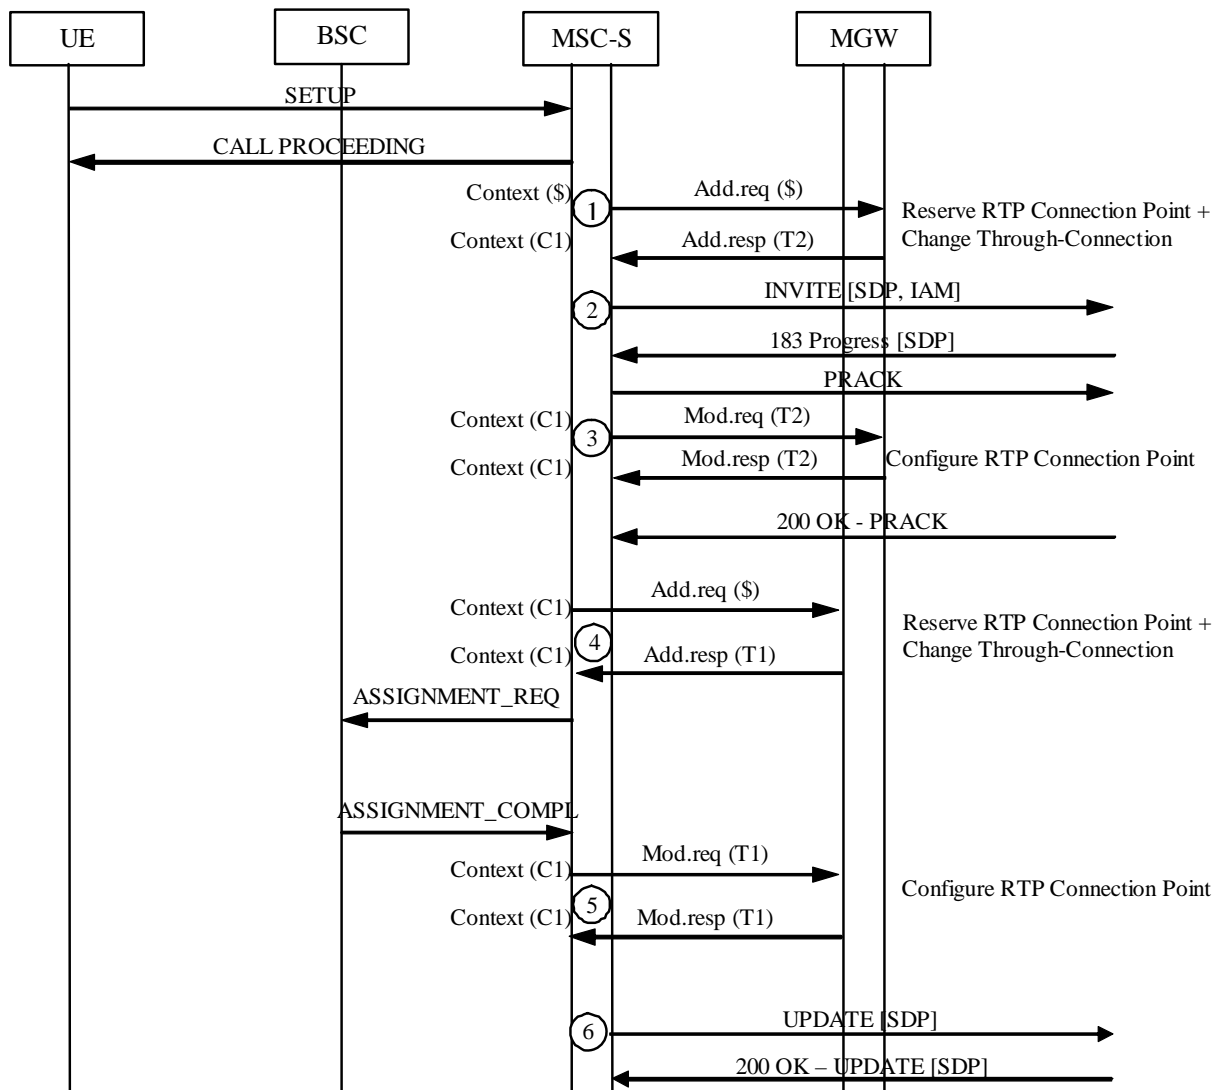 UE
BSC
MSC-S
MGW
SETUP
CALL PROCEEDING
Context ($)
1
Add.req ($)
Reserve RTP Connection Point +
Change Through-Connection
Context (C1)
Add.resp (T2)
2
INVITE [SDP, IAM]
183 Progress [SDP]
PRACK
Context (C1)
3
Mod.req (T2)
Context (C1)
Mod.resp (T2)
Configure RTP Connection Point
200 OK - PRACK
Context (C1)
Add.req ($)
Reserve RTP Connection Point +
Change Through-Connection
4
Context (C1)
Add.resp (T1)
ASSIGNMENT_REQ
ASSIGNMENT_COMPL
Context (C1)
Mod.req (T1)
Configure RTP Connection Point
5
Context (C1)
Mod.resp (T1)
6
UPDATE [SDP]
200 OK – UPDATE [SDP]